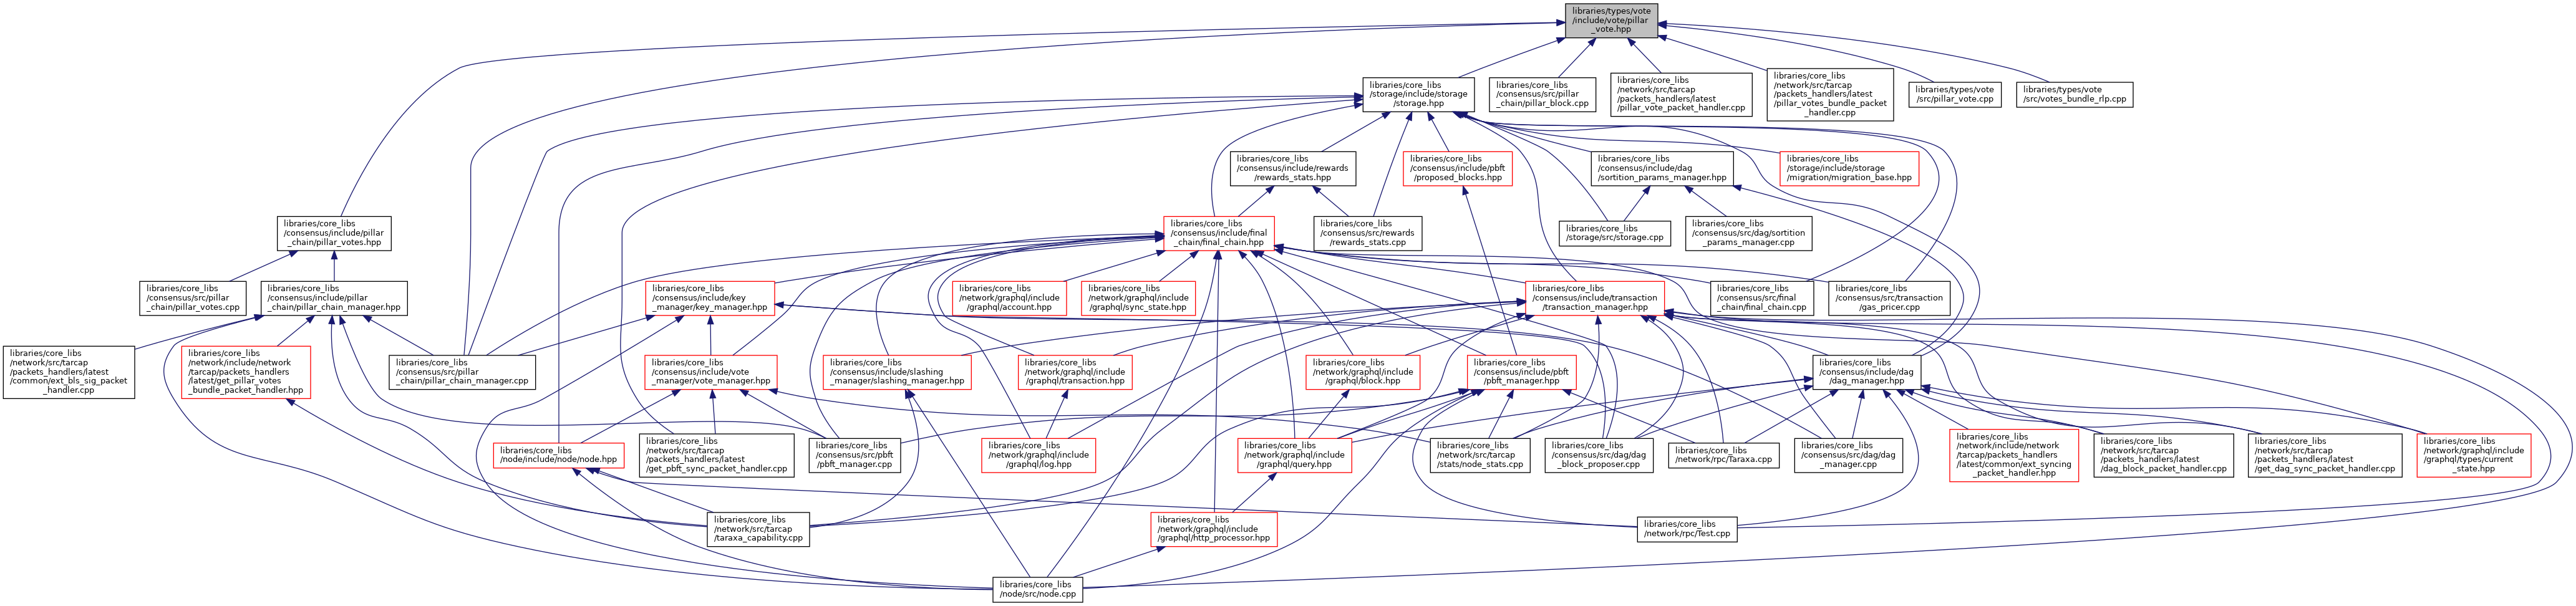 libraries/types/vote
/include/vote/pillar
_vote.hpp
libraries/core_libs
/storage/include/storage
/storage.hpp
libraries/core_libs
/consensus/src/pillar
_chain/pillar_block.cpp
libraries/core_libs
/network/src/tarcap
/packets_handlers/latest
/pillar_vote_packet_handler.cpp
libraries/core_libs
/network/src/tarcap
/packets_handlers/latest
/pillar_votes_bundle_packet
_handler.cpp
libraries/types/vote
/src/pillar_vote.cpp
libraries/types/vote
/src/votes_bundle_rlp.cpp
libraries/core_libs
/consensus/include/rewards
/rewards_stats.hpp
libraries/core_libs
/consensus/include/pbft
/proposed_blocks.hpp
libraries/core_libs
/consensus/include/dag
/sortition_params_manager.hpp
libraries/core_libs
/storage/include/storage
/migration/migration_base.hpp
libraries/core_libs
/consensus/include/pillar
_chain/pillar_votes.hpp
libraries/core_libs
/consensus/include/final
_chain/final_chain.hpp
libraries/core_libs
/consensus/src/rewards
/rewards_stats.cpp
libraries/core_libs
/storage/src/storage.cpp
libraries/core_libs
/consensus/src/dag/sortition
_params_manager.cpp
libraries/core_libs
/consensus/src/pillar
_chain/pillar_votes.cpp
libraries/core_libs
/consensus/include/pillar
_chain/pillar_chain_manager.hpp
libraries/core_libs
/consensus/include/key
_manager/key_manager.hpp
libraries/core_libs
/network/graphql/include
/graphql/account.hpp
libraries/core_libs
/network/graphql/include
/graphql/sync_state.hpp
libraries/core_libs
/consensus/include/transaction
/transaction_manager.hpp
libraries/core_libs
/consensus/src/final
_chain/final_chain.cpp
libraries/core_libs
/consensus/src/transaction
/gas_pricer.cpp
libraries/core_libs
/network/src/tarcap
/packets_handlers/latest
/common/ext_bls_sig_packet
_handler.cpp
libraries/core_libs
/network/include/network
/tarcap/packets_handlers
/latest/get_pillar_votes
_bundle_packet_handler.hpp
libraries/core_libs
/consensus/src/pillar
_chain/pillar_chain_manager.cpp
libraries/core_libs
/consensus/include/vote
_manager/vote_manager.hpp
libraries/core_libs
/consensus/include/slashing
_manager/slashing_manager.hpp
libraries/core_libs
/network/graphql/include
/graphql/transaction.hpp
libraries/core_libs
/network/graphql/include
/graphql/block.hpp
libraries/core_libs
/consensus/include/pbft
/pbft_manager.hpp
libraries/core_libs
/consensus/include/dag
/dag_manager.hpp
libraries/core_libs
/node/include/node/node.hpp
libraries/core_libs
/network/src/tarcap
/packets_handlers/latest
/get_pbft_sync_packet_handler.cpp
libraries/core_libs
/consensus/src/pbft
/pbft_manager.cpp
libraries/core_libs
/network/graphql/include
/graphql/log.hpp
libraries/core_libs
/network/graphql/include
/graphql/query.hpp
libraries/core_libs
/network/src/tarcap
/stats/node_stats.cpp
libraries/core_libs
/consensus/src/dag/dag
_block_proposer.cpp
libraries/core_libs
/network/rpc/Taraxa.cpp
libraries/core_libs
/consensus/src/dag/dag
_manager.cpp
libraries/core_libs
/network/include/network
/tarcap/packets_handlers
/latest/common/ext_syncing
_packet_handler.hpp
libraries/core_libs
/network/src/tarcap
/packets_handlers/latest
/dag_block_packet_handler.cpp
libraries/core_libs
/network/src/tarcap
/packets_handlers/latest
/get_dag_sync_packet_handler.cpp
libraries/core_libs
/network/graphql/include
/graphql/types/current
_state.hpp
libraries/core_libs
/network/src/tarcap
/taraxa_capability.cpp
libraries/core_libs
/network/graphql/include
/graphql/http_processor.hpp
libraries/core_libs
/network/rpc/Test.cpp
libraries/core_libs
/node/src/node.cpp